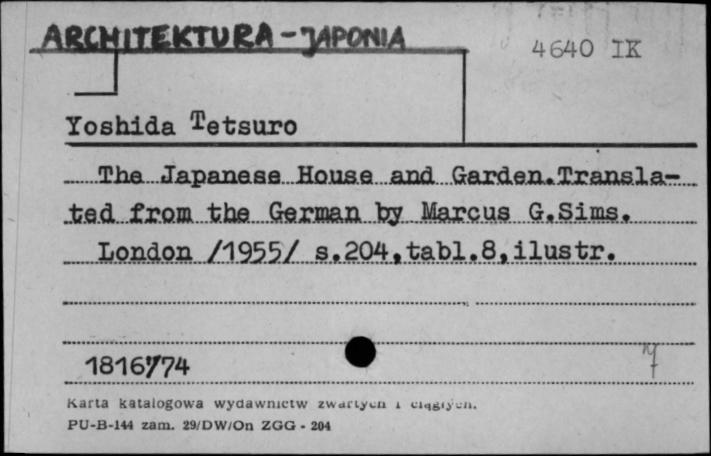 ARCHITEKTURA - JAPONIA
4640 IK
Yoshida Tetsuro
The Japanese House and Garden.Transla-
ted from the German by Marcus G.Sims.
London /1955/ s.204,tabl.8,ilustr.
1816/74
Karta katalogowa wydawnictw zwartych i ciągłych.
PU-B-144 zam. 29/DW/On ZGG - 204